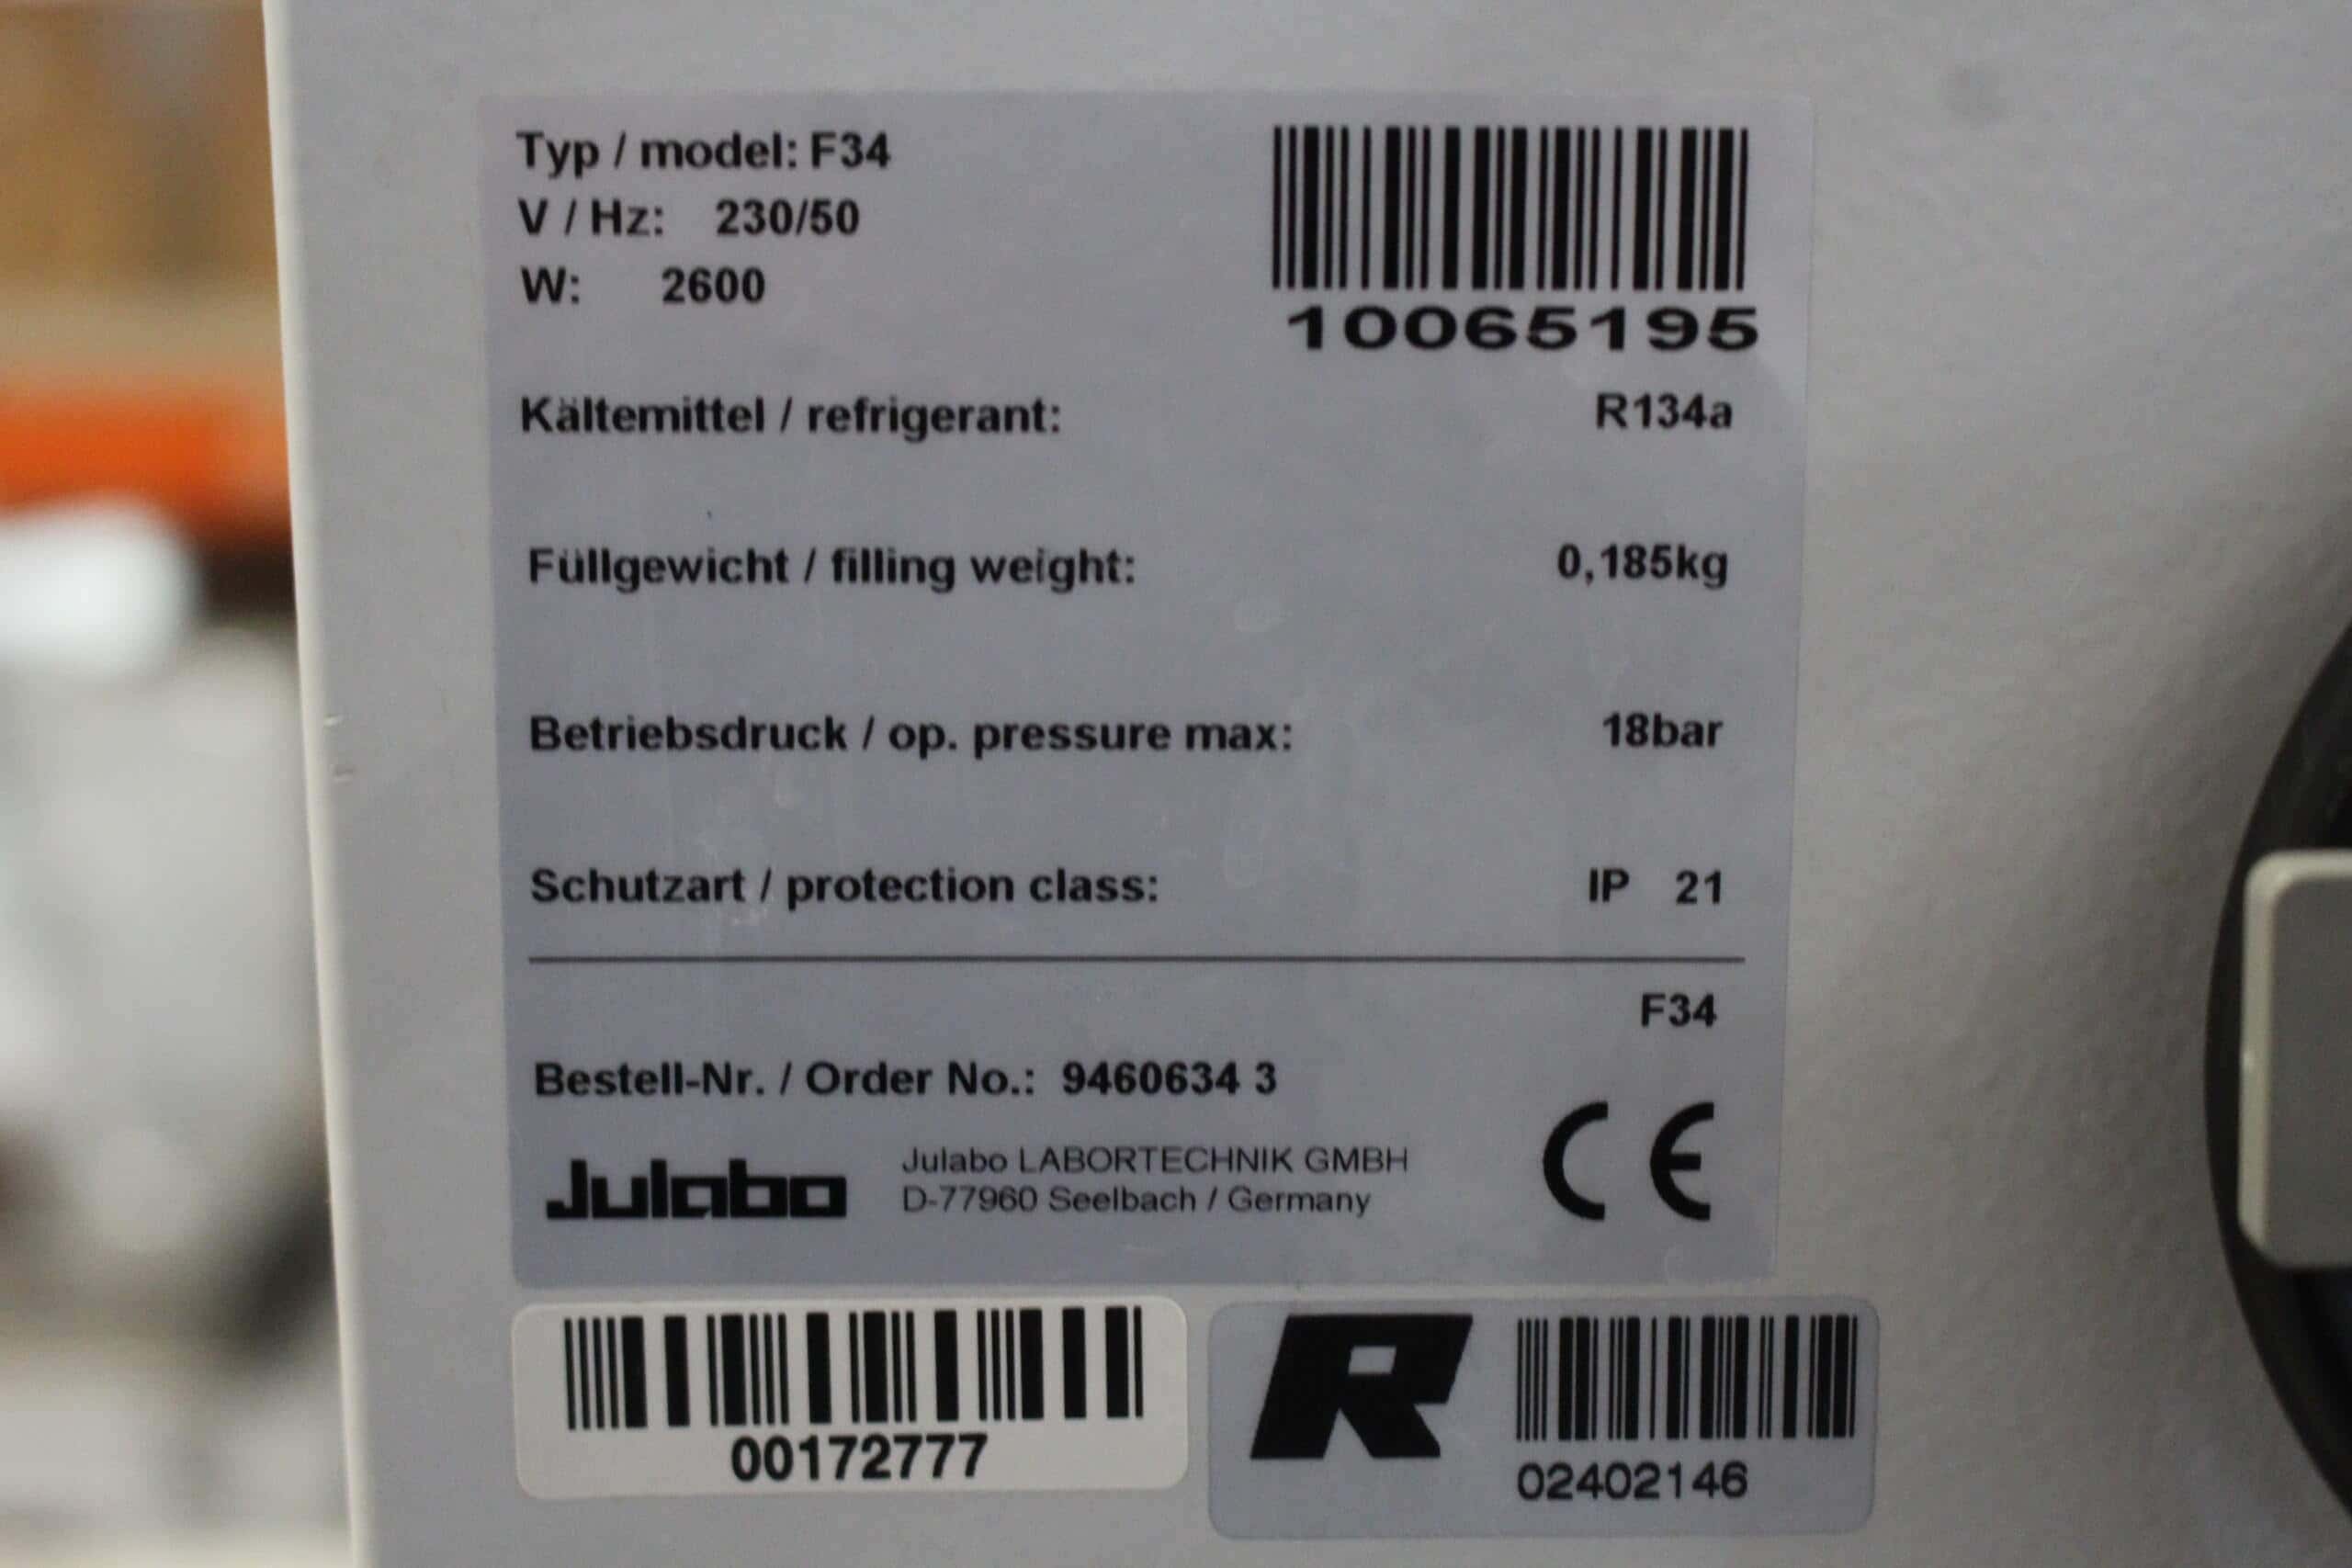 Typ / model: F34
V / Hz: 230/50
W: 2600
10065195
Kältemittel / refrigerant: R134a
Füllgewicht / filling weight: 0,185kg
Betriebsdruck / op. pressure max: 18bar
Schutzart / protection class: IP 21
F34
Bestell-Nr. / Order No.: 9460634 3
Julabo
Julabo LABORTECHNIK GMBH
D-77960 Seelbach / Germany
CE
00172777
R
02402146